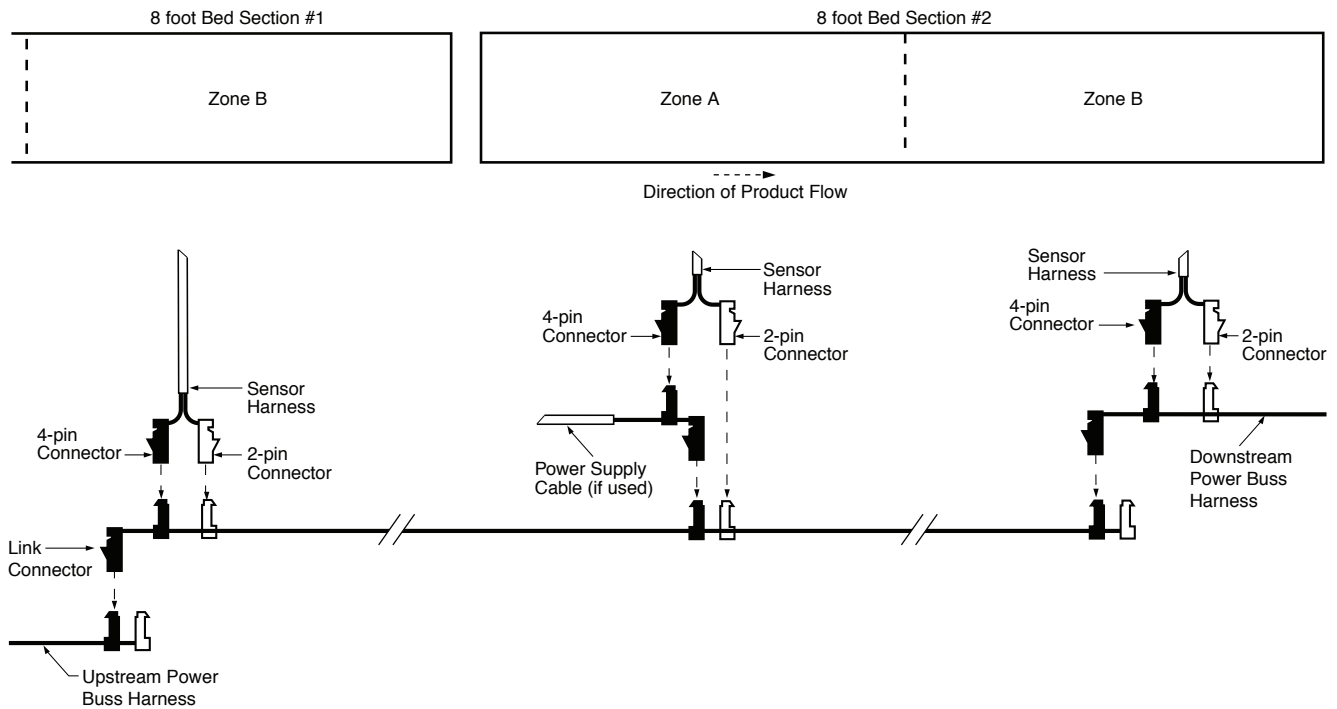 8 foot Bed Section #1
8 foot Bed Section #2
Zone B
Zone A
Zone B
Direction of Product Flow
Sensor
Harness
4-pin
Connector
2-pin
Connector
Sensor
Harness
4-pin
Connector
2-pin
Connector
Power Supply
Cable (if used)
Sensor
Harness
4-pin
Connector
2-pin
Connector
Downstream
Power Buss
Harness
Link
Connector
Upstream Power
Buss Harness